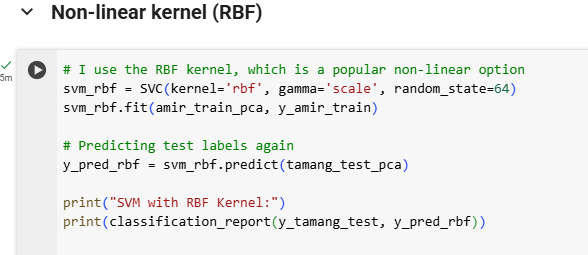 Non-linear kernel (RBF)
5m
# I use the RBF kernel, which is a popular non-linear option
svm_rbf = SVC(kernel='rbf', gamma='scale', random_state=64)
svm_rbf.fit(amir_train_pca, y_amir_train)
# Predicting test labels again
y_pred_rbf = svm_rbf.predict(tamang_test_pca)
print("SVM with RBF Kernel:")
print(classification_report(y_tamang_test, y_pred_rbf))